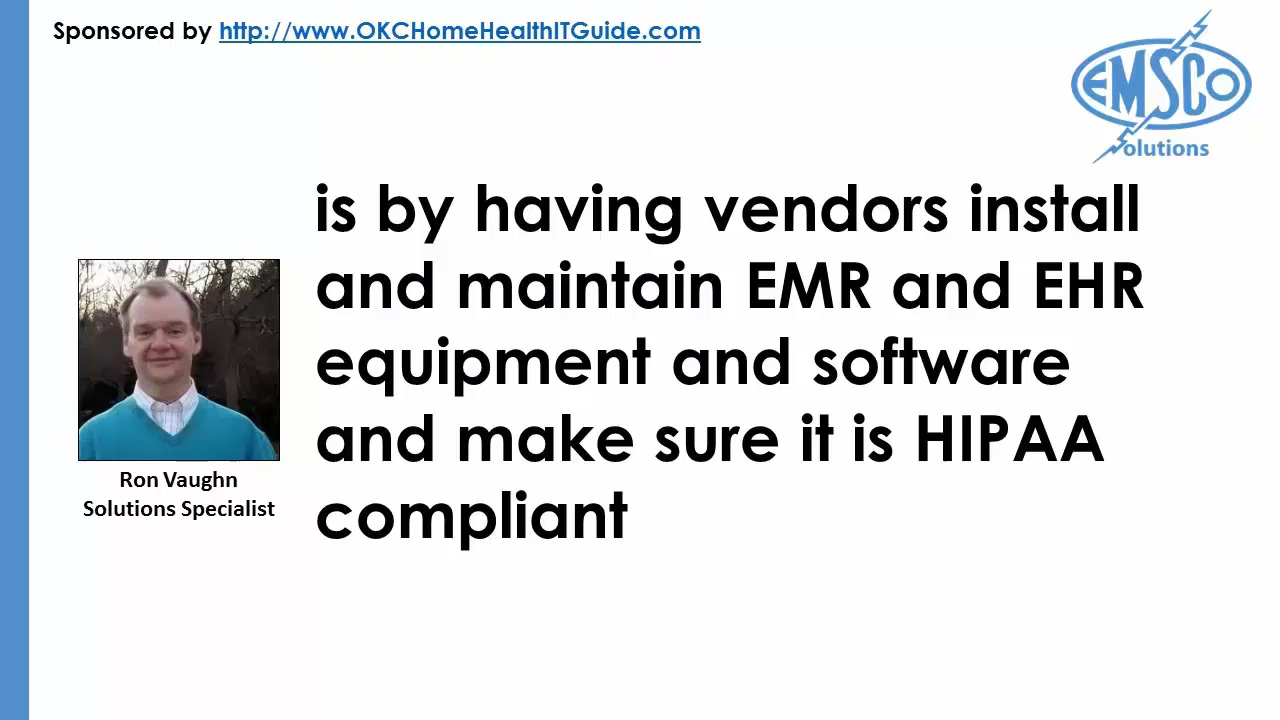 Sponsored by http://www.OKCHomeHealthITGuide.com
EMSCo
Solutions
is by having vendors install
and maintain EMR and EHR
equipment and software
and make sure it is HIPAA
compliant
Ron Vaughn
Solutions Specialist